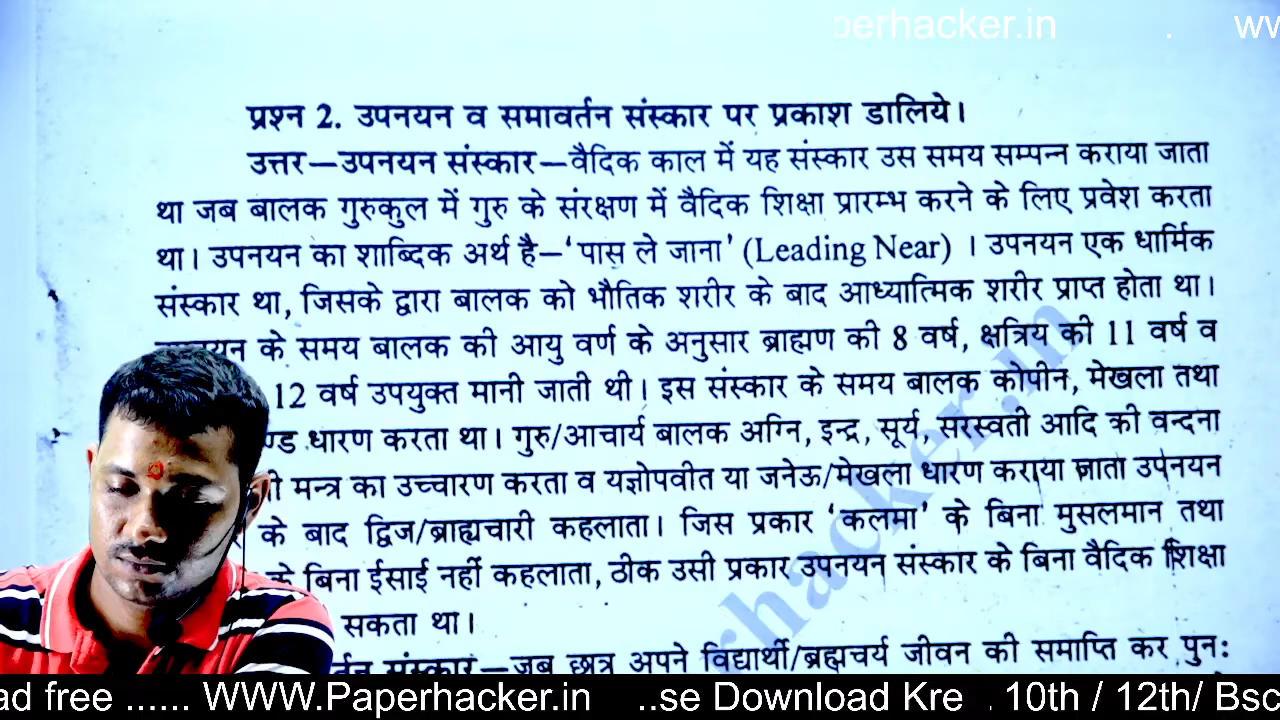 perhacker.in . ww
प्रश्न 2. उपनयन व समावर्तन संस्कार पर प्रकाश डालिये।
उत्तर—उपनयन संस्कार—वैदिक काल में यह संस्कार उस समय सम्पन्न कराया जाता
था जब बालक गुरुकुल में गुरु के संरक्षण में वैदिक शिक्षा प्रारम्भ करने के लिए प्रवेश करता
था। उपनयन का शाब्दिक अर्थ है—‘पास ले जाना’ (Leading Near) । उपनयन एक धार्मिक
संस्कार था, जिसके द्वारा बालक को भौतिक शरीर के बाद आध्यात्मिक शरीर प्राप्त होता था।
के समय बालक की आयु वर्ण के अनुसार ब्राह्मण की 8 वर्ष, क्षत्रिय की 11 वर्ष व
12 वर्ष उपयुक्त मानी जाती थी। इस संस्कार के समय बालक कोपीन, मेखला तथा
ण्ड धारण करता था। गुरु/आचार्य बालक अग्नि, इन्द्र, सूर्य, सरस्वती आदि की वन्दना
मन्त्र का उच्चारण करता व यज्ञोपवीत या जनेऊ/मेखला धारण कराया जाता उपनयन
के बाद द्विज/ब्राह्यचारी कहलाता। जिस प्रकार ‘कलमा’ के बिना मुसलमान तथा
के बिना ईसाई नहीं कहलाता, ठीक उसी प्रकार उपनयन संस्कार के बिना वैदिक शिक्षा
सकता था।
र्तन संस्कार—जब छात्र अपने विद्यार्थी/ब्रह्मचर्य जीवन की समाप्ति कर पुन:
rhacker.in
ad free ...... WWW.Paperhacker.in ..se Download Kre . 10th / 12th/ Bsc